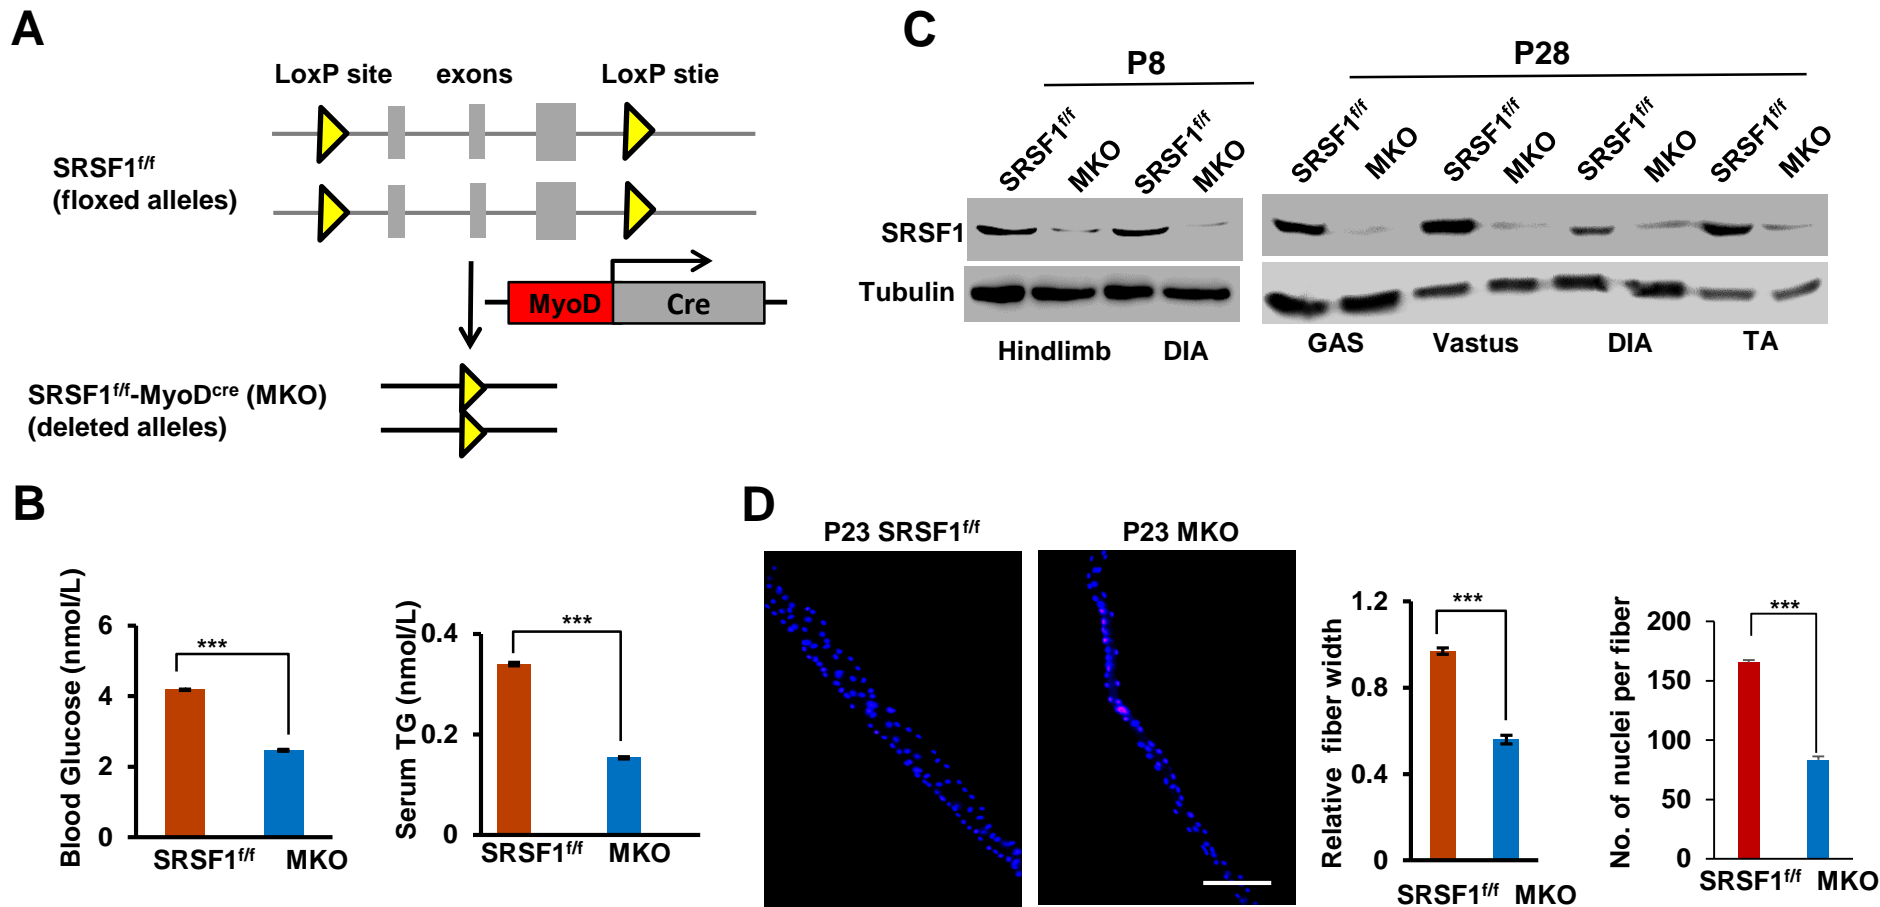 A
LoxP site exons LoxP stie
SRSF1f/f
(floxed alleles)
MyoD Cre
SRSF1f/f-MyoDcre (MKO)
(deleted alleles)
B
Blood Glucose (nmol/L)
6
4
2
0
***
SRSF1f/f MKO
Serum TG (nmol/L)
0.4
0.2
0
***
SRSF1f/f MKO
C
P8
P28
SRSF1f/f MKO SRSF1f/f MKO
SRSF1f/f MKO SRSF1f/f MKO SRSF1f/f MKO SRSF1f/f MKO
SRSF1
Tubulin
Hindlimb DIA
GAS Vastus DIA TA
D
P23 SRSF1f/f P23 MKO
Relative fiber width
1.2
0.8
0.4
0
***
SRSF1f/f MKO
No. of nuclei per fiber
200
150
100
50
0
***
SRSF1f/f MKO